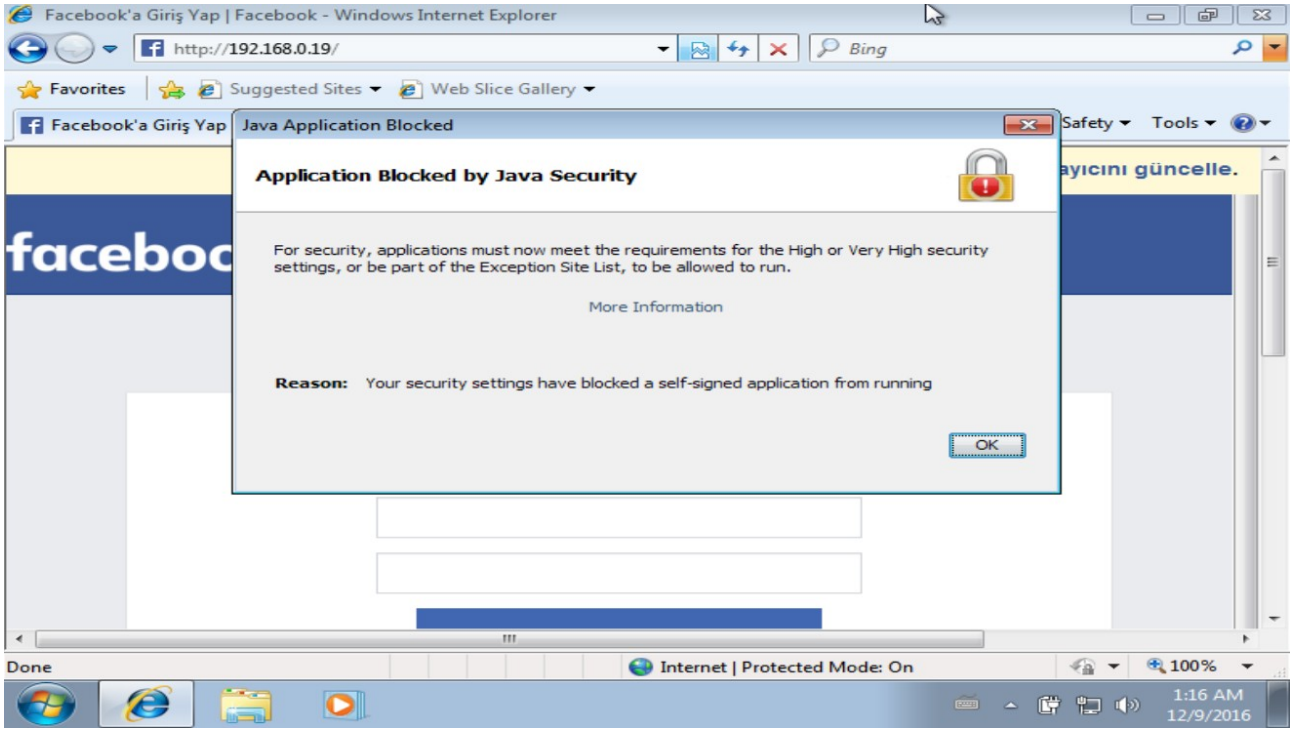 Facebook'a Giriş Yap | Facebook - Windows Internet Explorer
http://192.168.0.19/
Bing
Favorites
Suggested Sites
Web Slice Gallery
Facebook'a Giriş Yap
Safety
Tools
Java Application Blocked
ayıcını güncelle.
Application Blocked by Java Security
faceboo
For security, applications must now meet the requirements for the High or Very High security
settings, or be part of the Exception Site List, to be allowed to run.
More Information
Reason: Your security settings have blocked a self-signed application from running
OK
Done
Internet | Protected Mode: On
100%
1:16 AM
12/9/2016